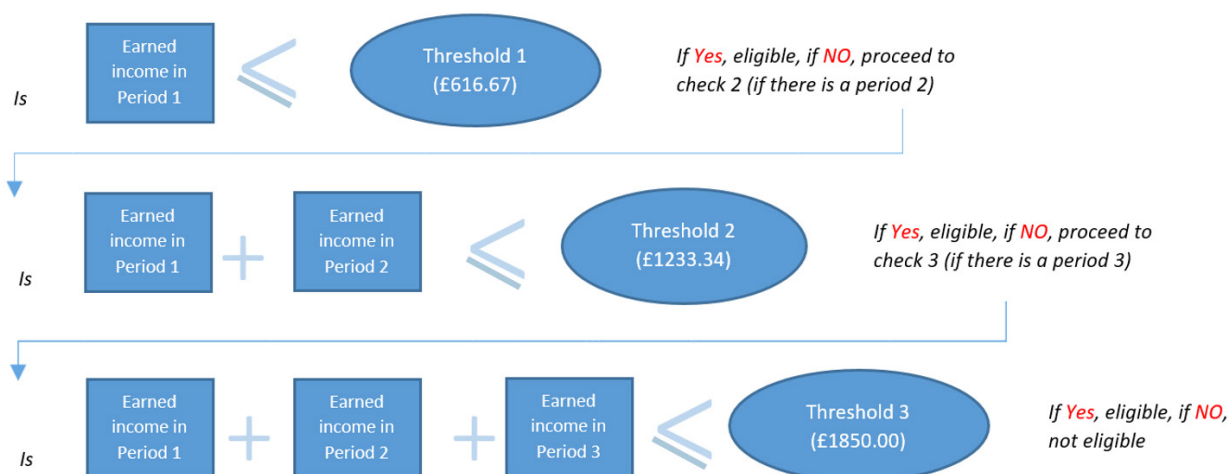 Is
Earned
income in
Period 1
≤
Threshold 1
(£616.67)
If Yes, eligible, if NO, proceed to
check 2 (if there is a period 2)
Is
Earned
income in
Period 1
+
Earned
income in
Period 2
≤
Threshold 2
(£1233.34)
If Yes, eligible, if NO, proceed to
check 3 (if there is a period 3)
Is
Earned
income in
Period 1
+
Earned
income in
Period 2
+
Earned
income in
Period 3
≤
Threshold 3
(£1850.00)
If Yes, eligible, if NO,
not eligible